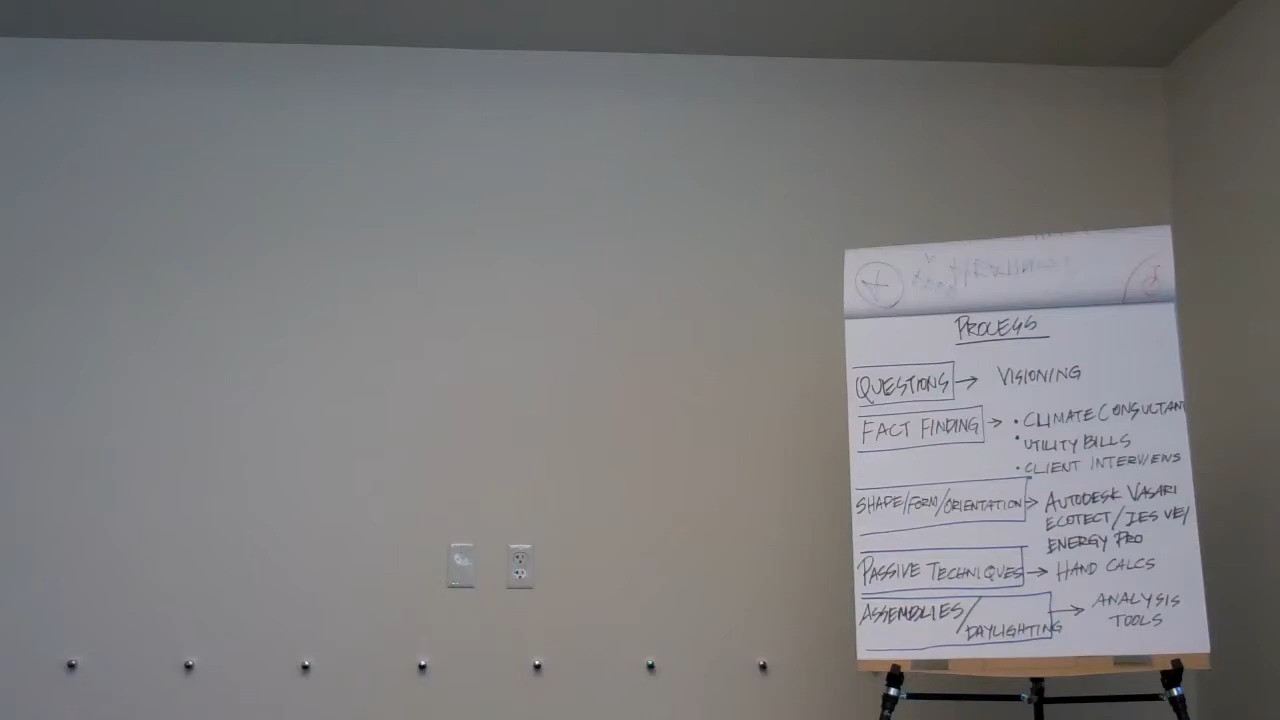 PROCESS
QUESTIONS → VISIONING
FACT FINDING → • CLIMATE CONSULTANT
• UTILITY BILLS
• CLIENT INTERVIEWS
SHAPE/FORM/ORIENTATION → AUTODESK VASARI
ECOTECT/IES VE/
ENERGY PRO
PASSIVE TECHNIQUES → HAND CALCS
ASSEMBLIES/ → ANALYSIS
DAYLIGHTING TOOLS